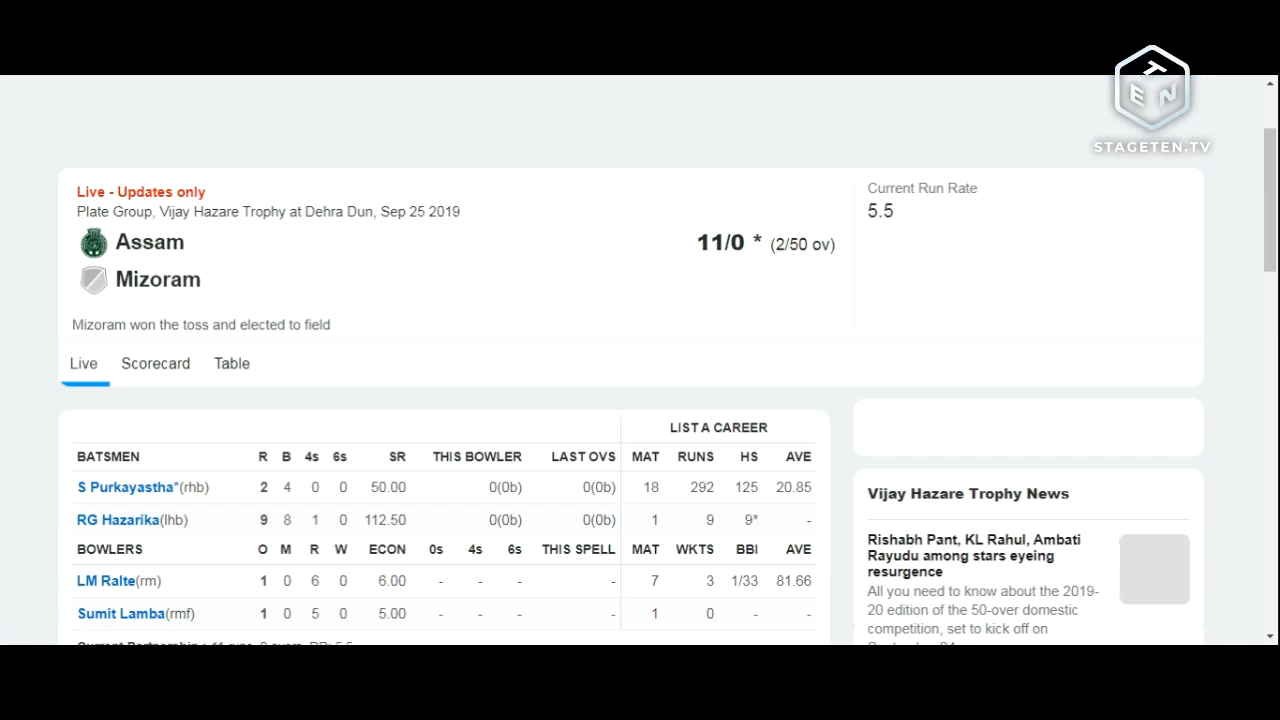 T
E N
STAGETEN.TV
Live - Updates only
Plate Group, Vijay Hazare Trophy at Dehra Dun, Sep 25 2019
Assam 11/0 * (2/50 ov)
Mizoram
Mizoram won the toss and elected to field
Current Run Rate
5.5
Live Scorecard Table
LIST A CAREER
BATSMEN R B 4s 6s SR THIS BOWLER LAST OVS MAT RUNS HS AVE
S Purkayastha*(rhb) 2 4 0 0 50.00 0(0b) 0(0b) 18 292 125 20.85
RG Hazarika(lhb) 9 8 1 0 112.50 0(0b) 0(0b) 1 9 9* -
BOWLERS O M R W ECON 0s 4s 6s THIS SPELL MAT WKTS BBI AVE
LM Ralte(rm) 1 0 6 0 6.00 - - - - 7 3 1/33 81.66
Sumit Lamba(rmf) 1 0 5 0 5.00 - - - - 1 0 - -
Vijay Hazare Trophy News
Rishabh Pant, KL Rahul, Ambati
Rayudu among stars eyeing
resurgence
All you need to know about the 2019-
20 edition of the 50-over domestic
competition, set to kick off on